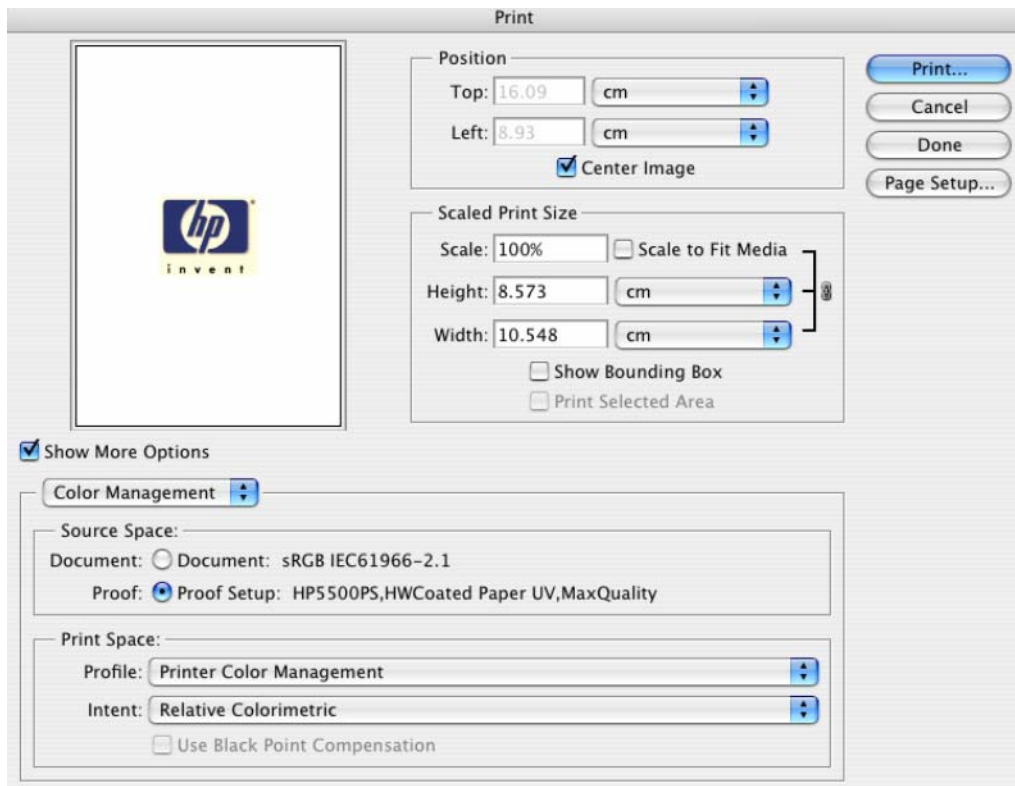 Print
hp
invent
Position
Top: 16.09 cm
Left: 8.93 cm
Center Image
Print...
Cancel
Done
Page Setup...
Scaled Print Size
Scale: 100% Scale to Fit Media
Height: 8.573 cm
Width: 10.548 cm
Show Bounding Box
Print Selected Area
Show More Options
Color Management
Source Space:
Document: Document: sRGB IEC61966-2.1
Proof: Proof Setup: HP5500PS,HWCoated Paper UV,MaxQuality
Print Space:
Profile: Printer Color Management
Intent: Relative Colorimetric
Use Black Point Compensation